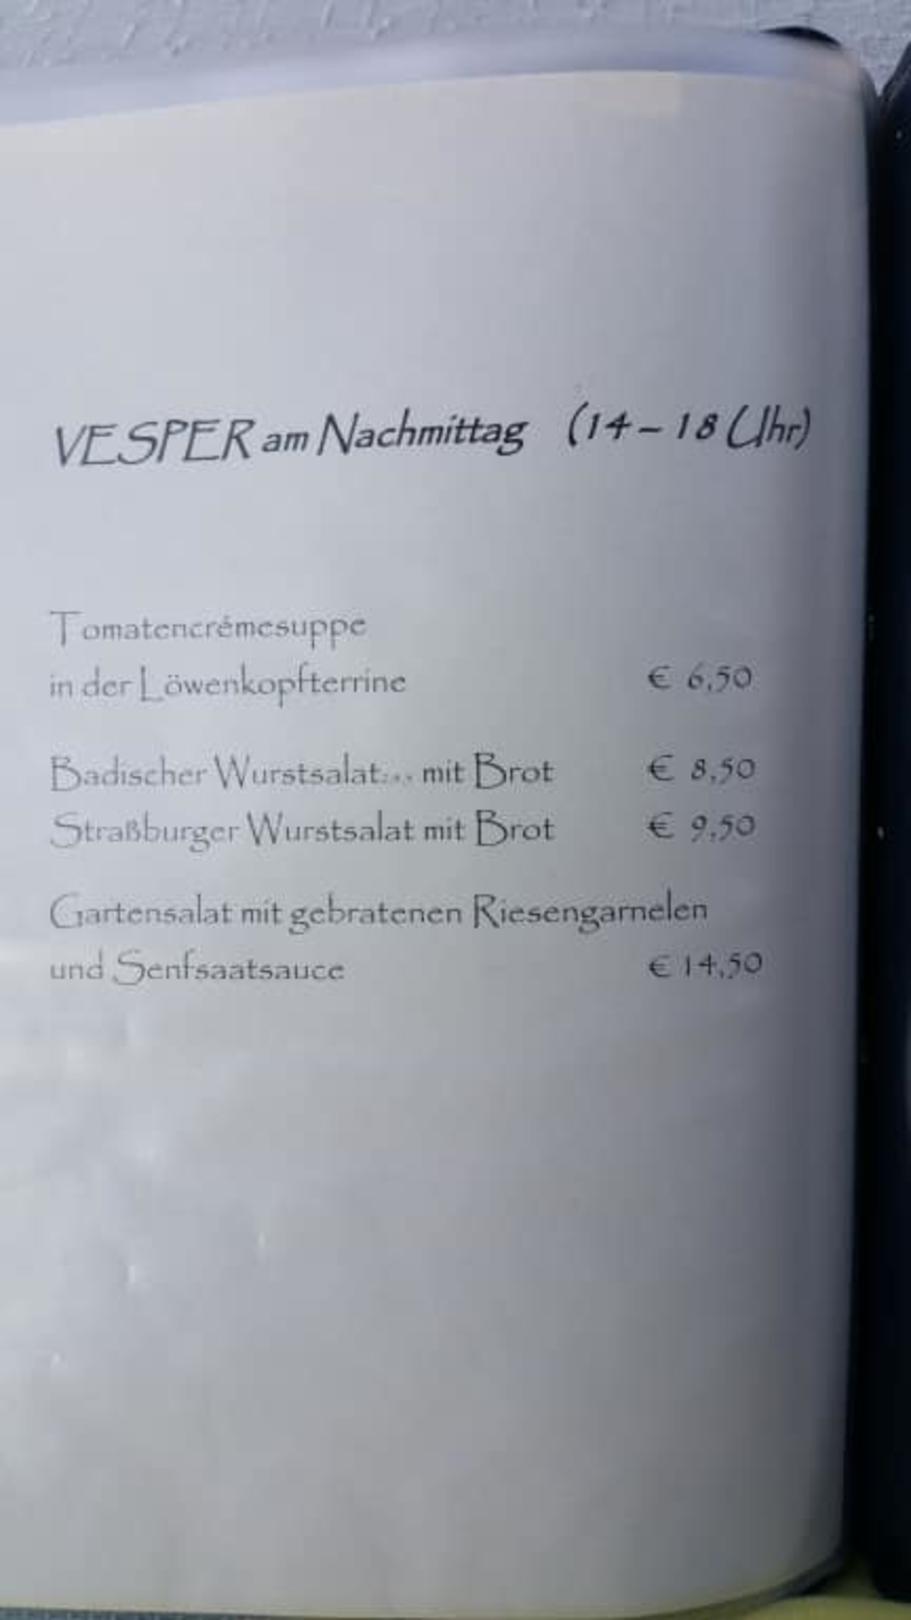 VESPER am Nachmittag (14 – 18 Uhr)
Tomatencrémesuppe
in der Löwenkopfterrine € 6,50
Badischer Wurstsalat... mit Brot € 8,50
Straßburger Wurstsalat mit Brot € 9,50
Gartensalat mit gebratenen Riesengarnelen
und Senfsaatsauce € 14,50